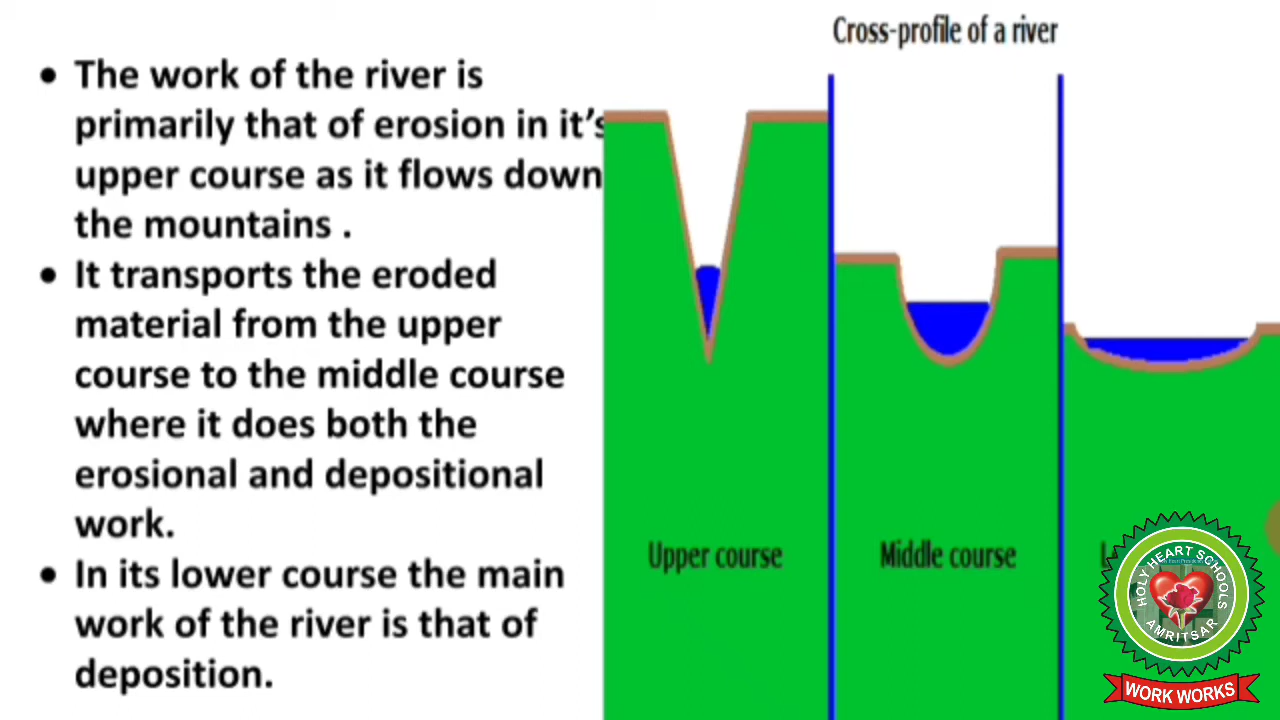 Cross-profile of a river
• The work of the river is
primarily that of erosion in it's
upper course as it flows down
the mountains .
• It transports the eroded
material from the upper
course to the middle course
where it does both the
erosional and depositional
work.
• In its lower course the main
work of the river is that of
deposition.
Upper course
Middle course
HOLY HEART SCHOOLS
AMRITSAR
WORK WORKS